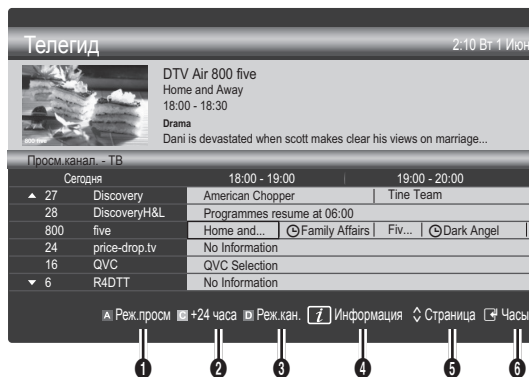 Телегид 2:10 Вт 1 Июн
DTV Air 800 five
Home and Away
18:00 - 18:30
Drama
Dani is devastated when scott makes clear his views on marriage...
800 five
Просм.канал. - ТВ
Сегодня 18:00 - 19:00 19:00 - 20:00
▲ 27 Discovery American Chopper Tine Team
28 DiscoveryH&L Programmes resume at 06:00
800 five Home and... Family Affairs Fiv... Dark Angel
24 price-drop.tv No Information
16 QVC QVC Selection
▼ 6 R4DTT No Information
A Реж.просм C +24 часа D Реж.кан. i Информация Страница Часы
1 2 3 4 5 6